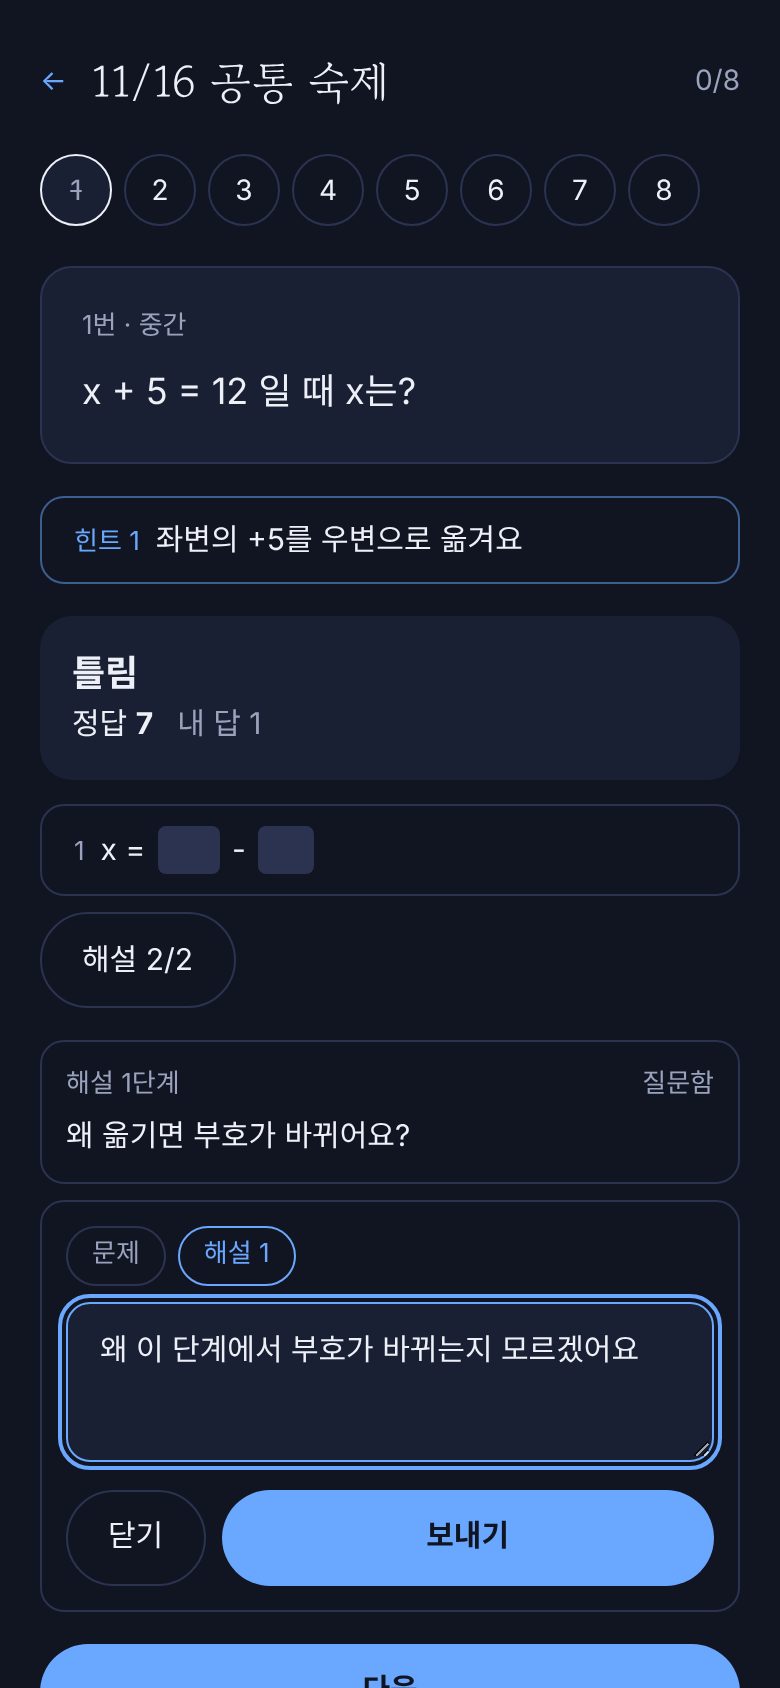 ← 11/16 공통 숙제 0/8
1 2 3 4 5 6 7 8
1번 · 중간
x + 5 = 12 일 때 x는?
힌트 1 좌변의 +5를 우변으로 옮겨요
틀림
정답 7 내 답 1
1 x = -
해설 2/2
해설 1단계 질문함
왜 옮기면 부호가 바뀌어요?
문제 해설 1
왜 이 단계에서 부호가 바뀌는지 모르겠어요
닫기 보내기
다음